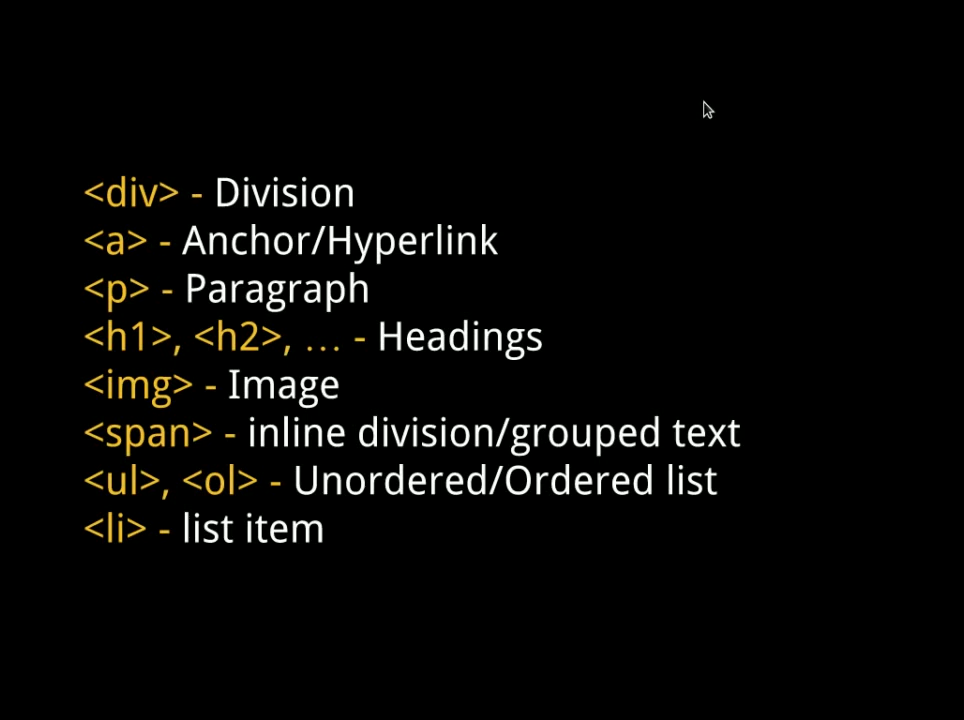 <div> - Division
<a> - Anchor/Hyperlink
<p> - Paragraph
<h1>, <h2>, … - Headings
<img> - Image
<span> - inline division/grouped text
<ul>, <ol> - Unordered/Ordered list
<li> - list item